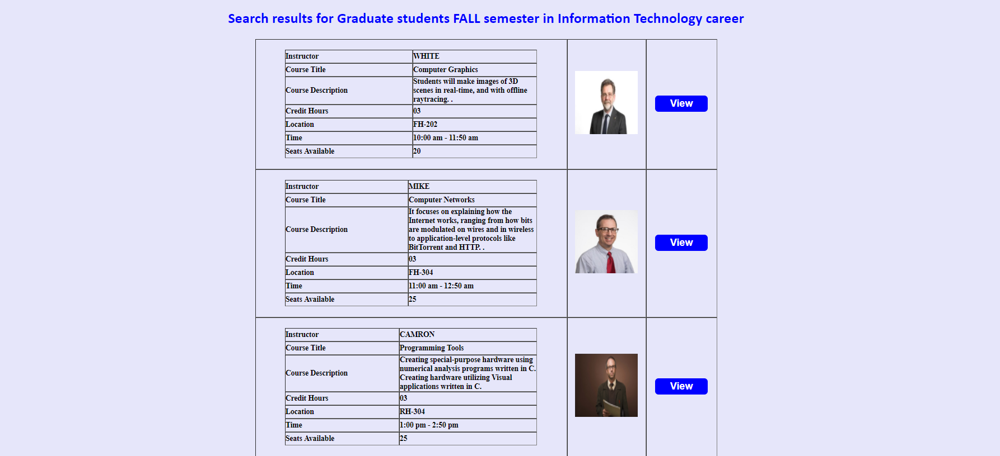 Search results for Graduate students FALL semester in Information Technology career
Instructor WHITE
Course Title Computer Graphics
Course Description Students will make images of 3D
scenes in real-time, and with offline
raytracing. .
Credit Hours 03
Location FH-202
Time 10:00 am - 11:50 am
Seats Available 20
View
Instructor MIKE
Course Title Computer Networks
Course Description It focuses on explaining how the
Internet works, ranging from how bits
are modulated on wires and in wireless
to application-level protocols like
BitTorrent and HTTP. .
Credit Hours 03
Location FH-304
Time 11:00 am - 12:50 am
Seats Available 25
View
Instructor CAMRON
Course Title Programming Tools
Course Description Creating special-purpose hardware using
numerical analysis programs written in C.
Creating hardware utilizing Visual
applications written in C.
Credit Hours 03
Location RH-304
Time 1:00 pm - 2:50 pm
Seats Available 25
View